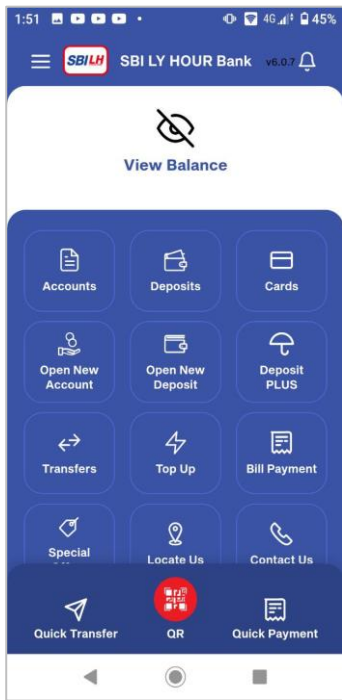 1:51 4G 45%
SBI LH SBI LY HOUR Bank v6.0.7
View Balance
Accounts Deposits Cards
Open New Open New Deposit
Account Deposit PLUS
Transfers Top Up Bill Payment
Special
Locate Us Contact Us
Quick Transfer QR Quick Payment